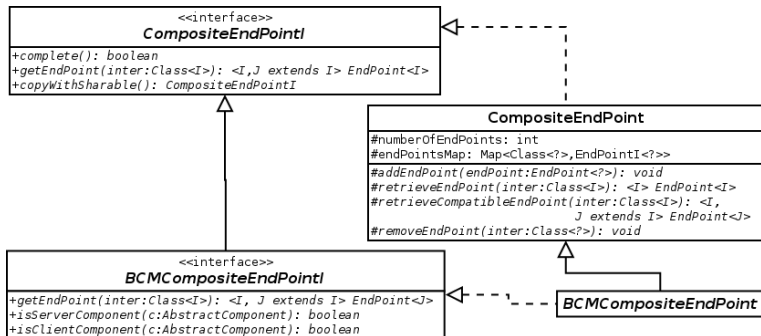 <<interface>>
CompositeEndPointI
+complete(): boolean
+getEndPoint(inter:Class<I>): <I,J extends I> EndPoint<I>
+copyWithSharable(): CompositeEndPointI
CompositeEndPoint
#numberOfEndPoints: int
#endPointsMap: Map<Class<?>,EndPointI<?>>
#addEndPoint(endPoint:EndPoint<?>): void
#retrieveEndPoint(inter:Class<I>): <I> EndPoint<I>
#retrieveCompatibleEndPoint(inter:Class<I>): <I,
J extends I> EndPoint<J>
#removeEndPoint(inter:Class<?>): void
<<interface>>
BCMCompositeEndPointI
+getEndPoint(inter:Class<I>): <I, J extends I> EndPoint<J>
+isServerComponent(c:AbstractComponent): boolean
+isClientComponent(c:AbstractComponent): boolean
BCMCompositeEndPoint